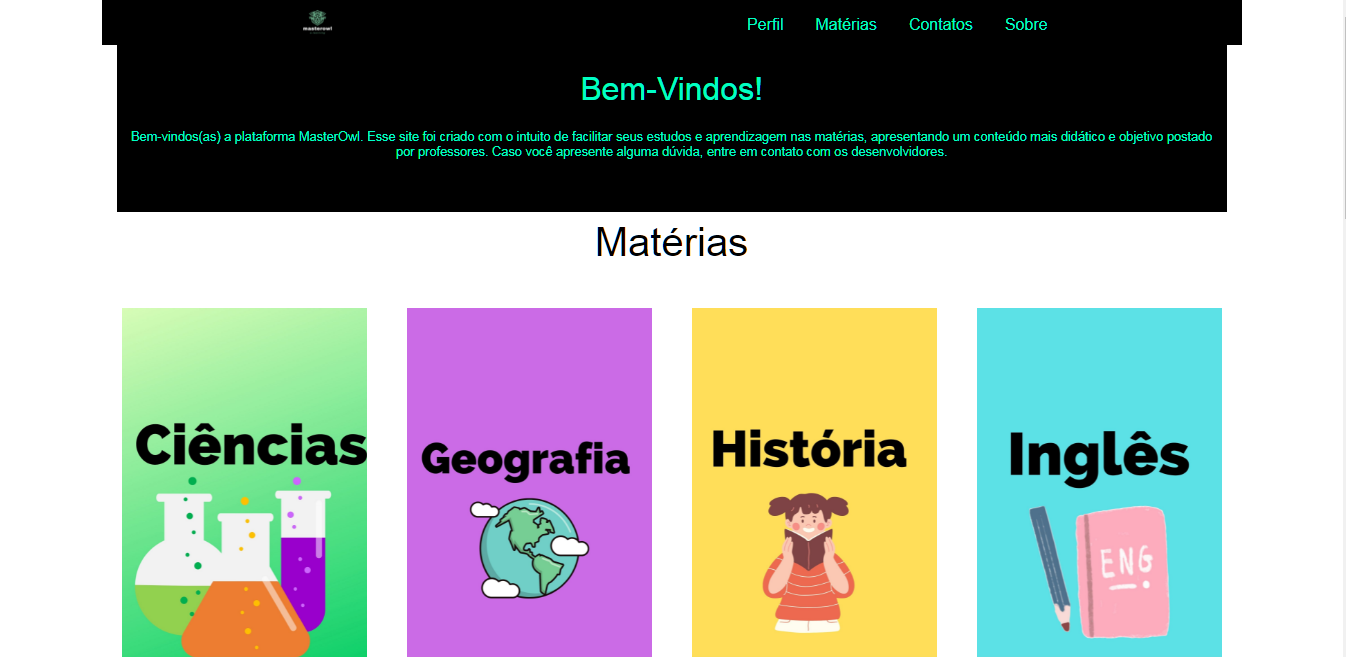 masterowl
Perfil Matérias Contatos Sobre
Bem-Vindos!
Bem-vindos(as) a plataforma MasterOwl. Esse site foi criado com o intuito de facilitar seus estudos e aprendizagem nas matérias, apresentando um conteúdo mais didático e objetivo postado
por professores. Caso você apresente alguma dúvida, entre em contato com os desenvolvedores.
Matérias
Ciências
Geografia
História
Inglês
ENG